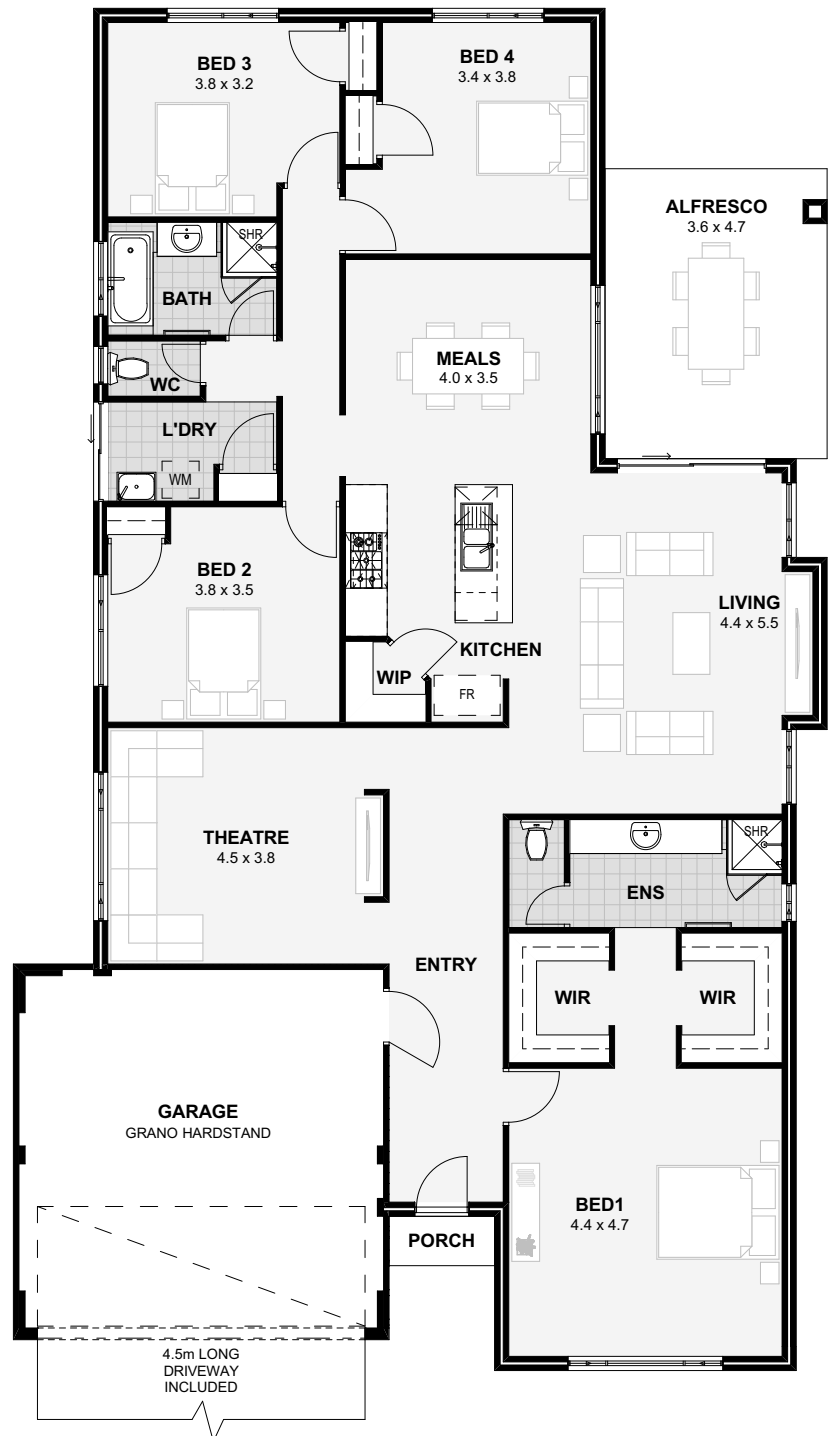 BED 3
3.8 x 3.2
BED 4
3.4 x 3.8
ALFRESCO
3.6 x 4.7
SHR
BATH
MEALS
4.0 x 3.5
WC
L'DRY
WM
BED 2
3.8 x 3.5
LIVING
4.4 x 5.5
KITCHEN
WIP
FR
THEATRE
4.5 x 3.8
SHR
ENS
ENTRY
WIR
WIR
GARAGE
GRANO HARDSTAND
BED1
4.4 x 4.7
PORCH
4.5m LONG
DRIVEWAY
INCLUDED